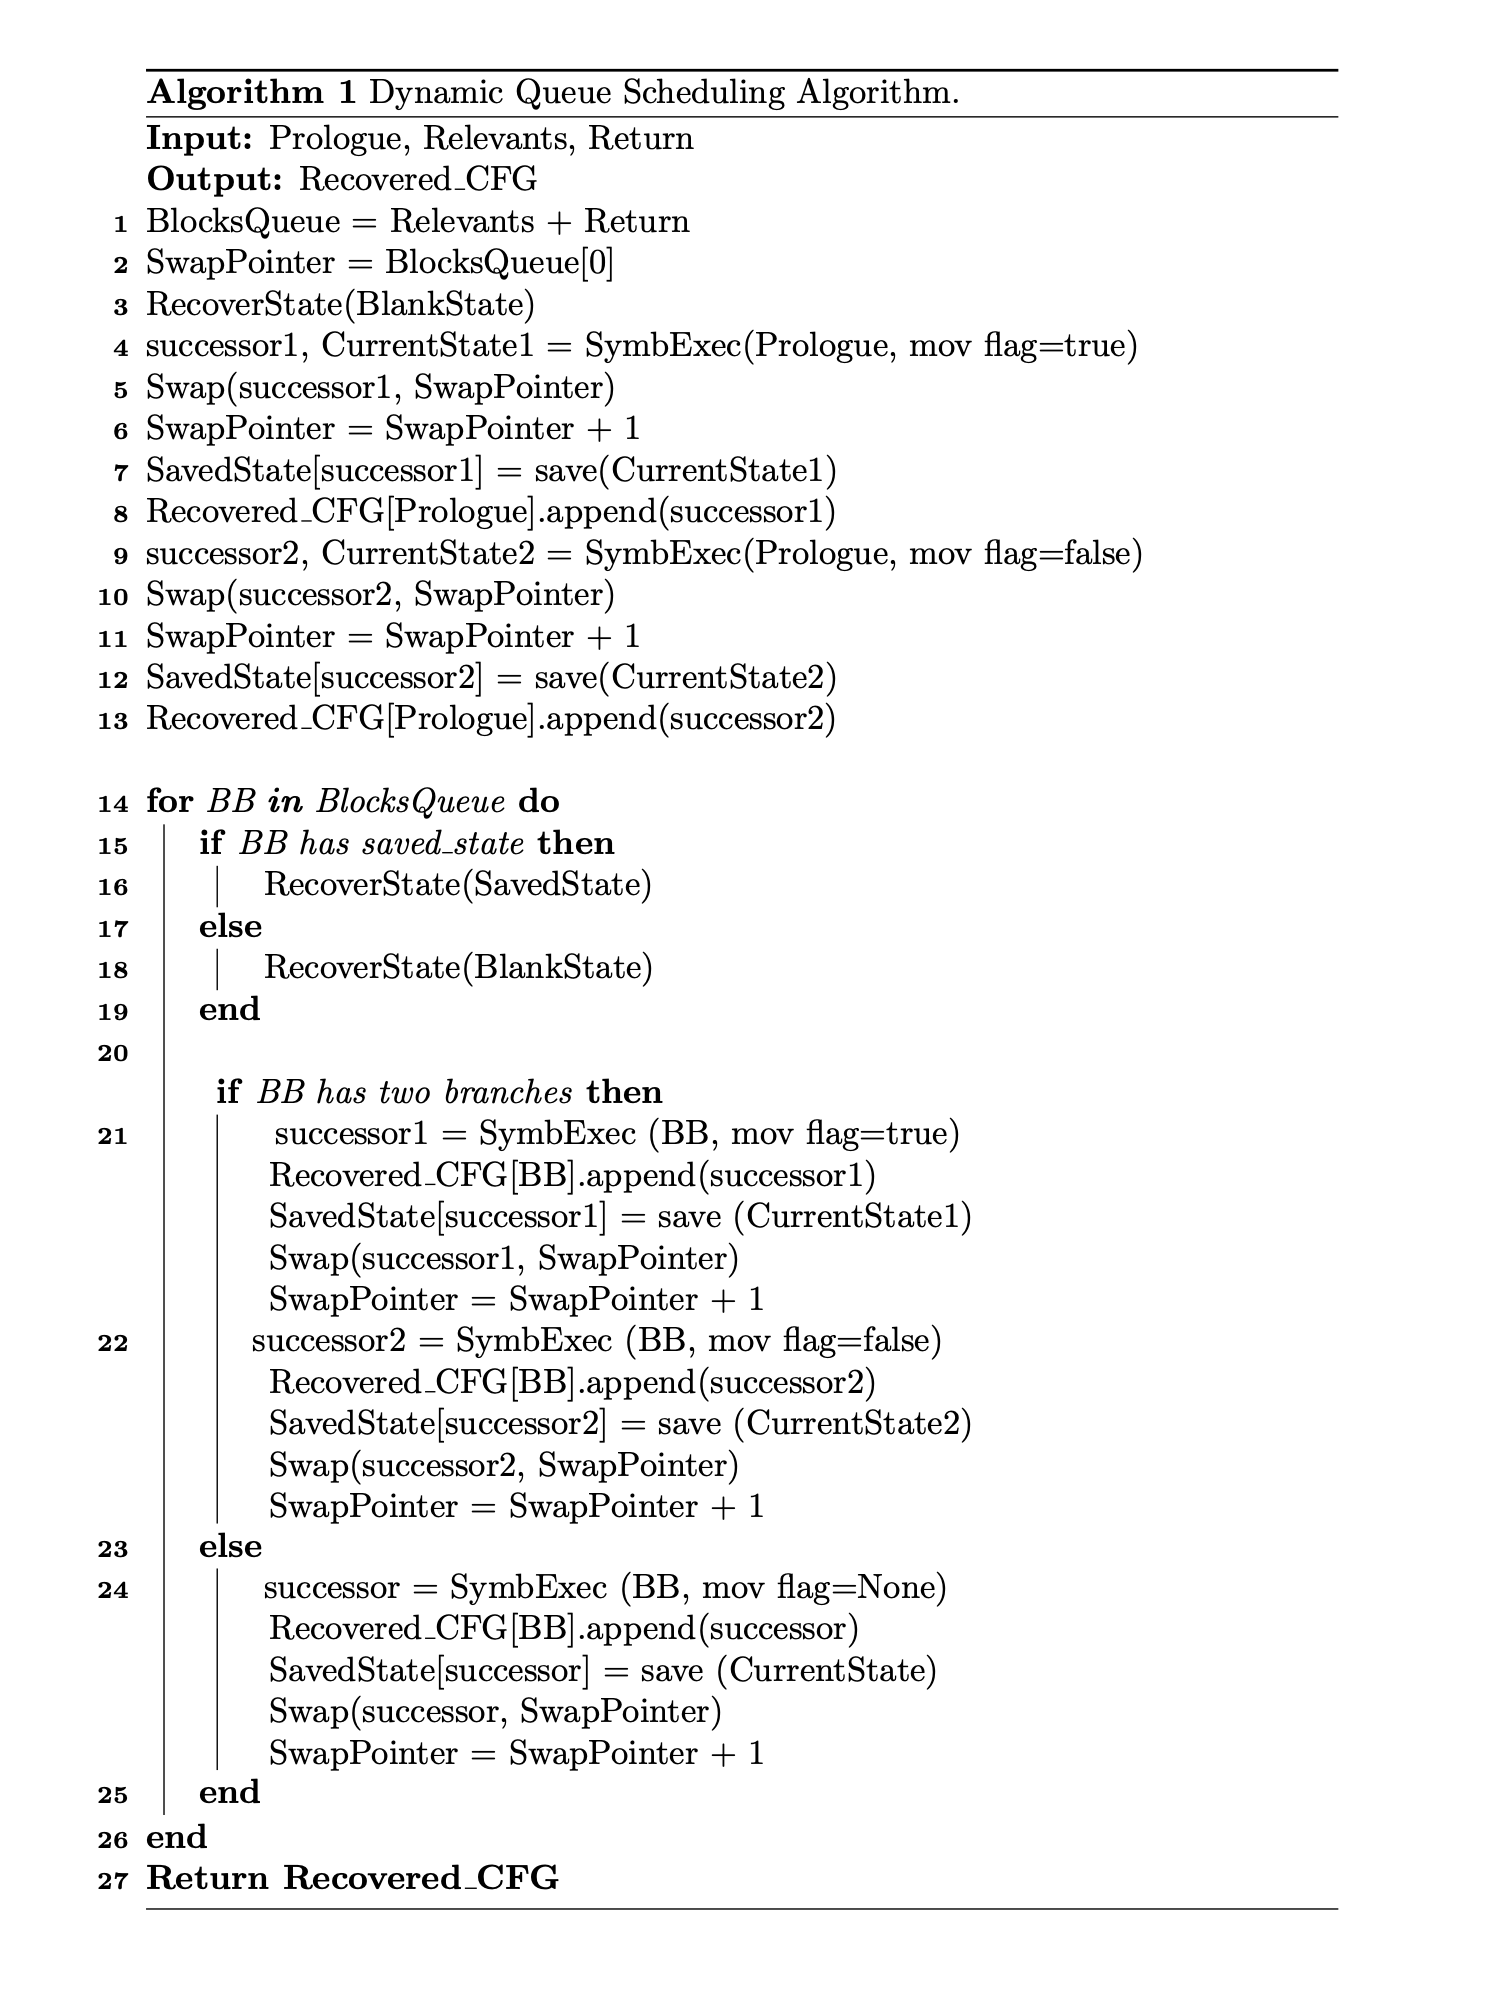 Algorithm 1 Dynamic Queue Scheduling Algorithm.
Input: Prologue, Relevants, Return
Output: Recovered_CFG
1 BlocksQueue = Relevants + Return
2 SwapPointer = BlocksQueue[0]
3 RecoverState(BlankState)
4 successor1, CurrentState1 = SymbExec(Prologue, mov flag=true)
5 Swap(successor1, SwapPointer)
6 SwapPointer = SwapPointer + 1
7 SavedState[successor1] = save(CurrentState1)
8 Recovered_CFG[Prologue].append(successor1)
9 successor2, CurrentState2 = SymbExec(Prologue, mov flag=false)
10 Swap(successor2, SwapPointer)
11 SwapPointer = SwapPointer + 1
12 SavedState[successor2] = save(CurrentState2)
13 Recovered_CFG[Prologue].append(successor2)
14 for BB in BlocksQueue do
15 if BB has saved_state then
16 RecoverState(SavedState)
17 else
18 RecoverState(BlankState)
19 end
20
if BB has two branches then
21 successor1 = SymbExec (BB, mov flag=true)
Recovered_CFG[BB].append(successor1)
SavedState[successor1] = save (CurrentState1)
Swap(successor1, SwapPointer)
SwapPointer = SwapPointer + 1
22 successor2 = SymbExec (BB, mov flag=false)
Recovered_CFG[BB].append(successor2)
SavedState[successor2] = save (CurrentState2)
Swap(successor2, SwapPointer)
SwapPointer = SwapPointer + 1
23 else
24 successor = SymbExec (BB, mov flag=None)
Recovered_CFG[BB].append(successor)
SavedState[successor] = save (CurrentState)
Swap(successor, SwapPointer)
SwapPointer = SwapPointer + 1
25 end
26 end
27 Return Recovered_CFG